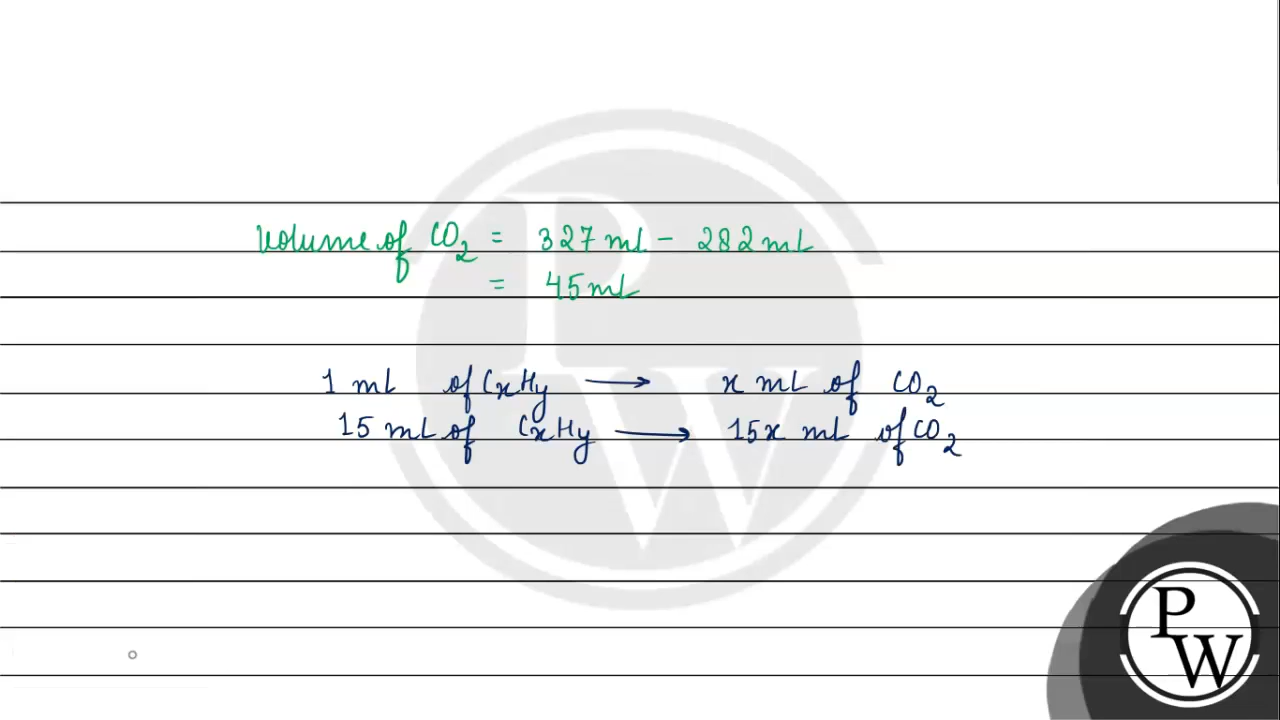 volume of CO₂ = 327 ml - 282 ml
= 45 ml
1 ml of CxHy → x ml of CO₂
15 ml of CxHy → 15x ml of CO₂
P
W
P
W